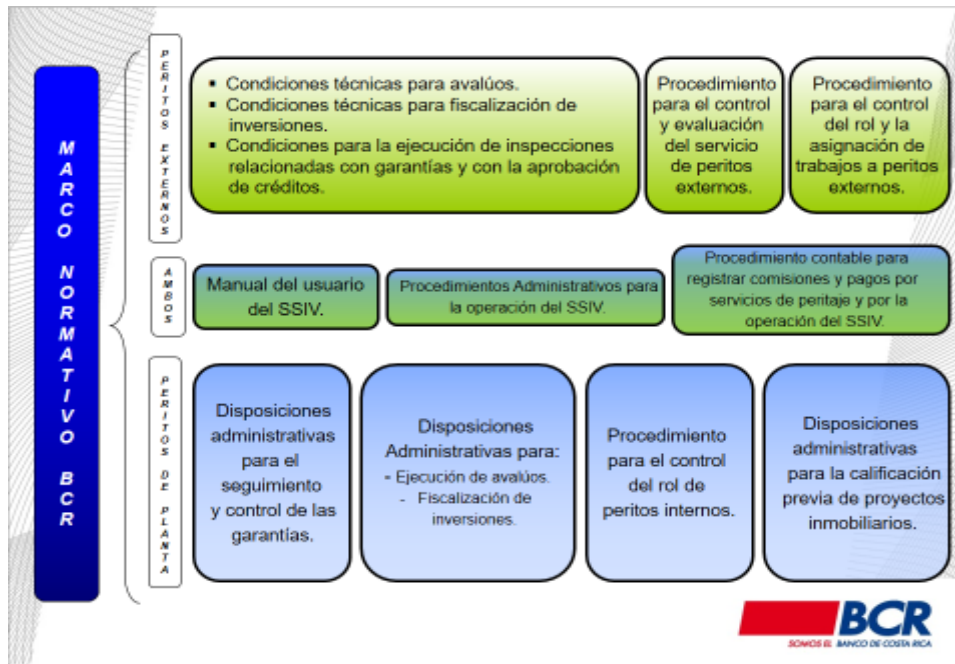 MARCO NORMATIVO BCR
PERITOS EXTERNOS
▪ Condiciones técnicas para avalúos.
▪ Condiciones técnicas para fiscalización de
inversiones.
▪ Condiciones para la ejecución de inspecciones
relacionadas con garantías y con la aprobación
de créditos.
Procedimiento
para el control
y evaluación
del servicio
de peritos
externos.
Procedimiento
para el control
del rol y la
asignación de
trabajos a peritos
externos.
AMBOS
Manual del usuario
del SSIV.
Procedimientos Administrativos para
la operación del SSIV.
Procedimiento contable para
registrar comisiones y pagos por
servicios de peritaje y por la
operación del SSIV.
PERITOS DE PLANTA
Disposiciones
administrativas
para el
seguimiento
y control de las
garantías.
Disposiciones
Administrativas para:
- Ejecución de avalúos.
- Fiscalización de
inversiones.
Procedimiento
para el control
del rol de
peritos internos.
Disposiciones
administrativas
para la calificación
previa de proyectos
inmobiliarios.
BCR
SOMOS EL BANCO DE COSTA RICA